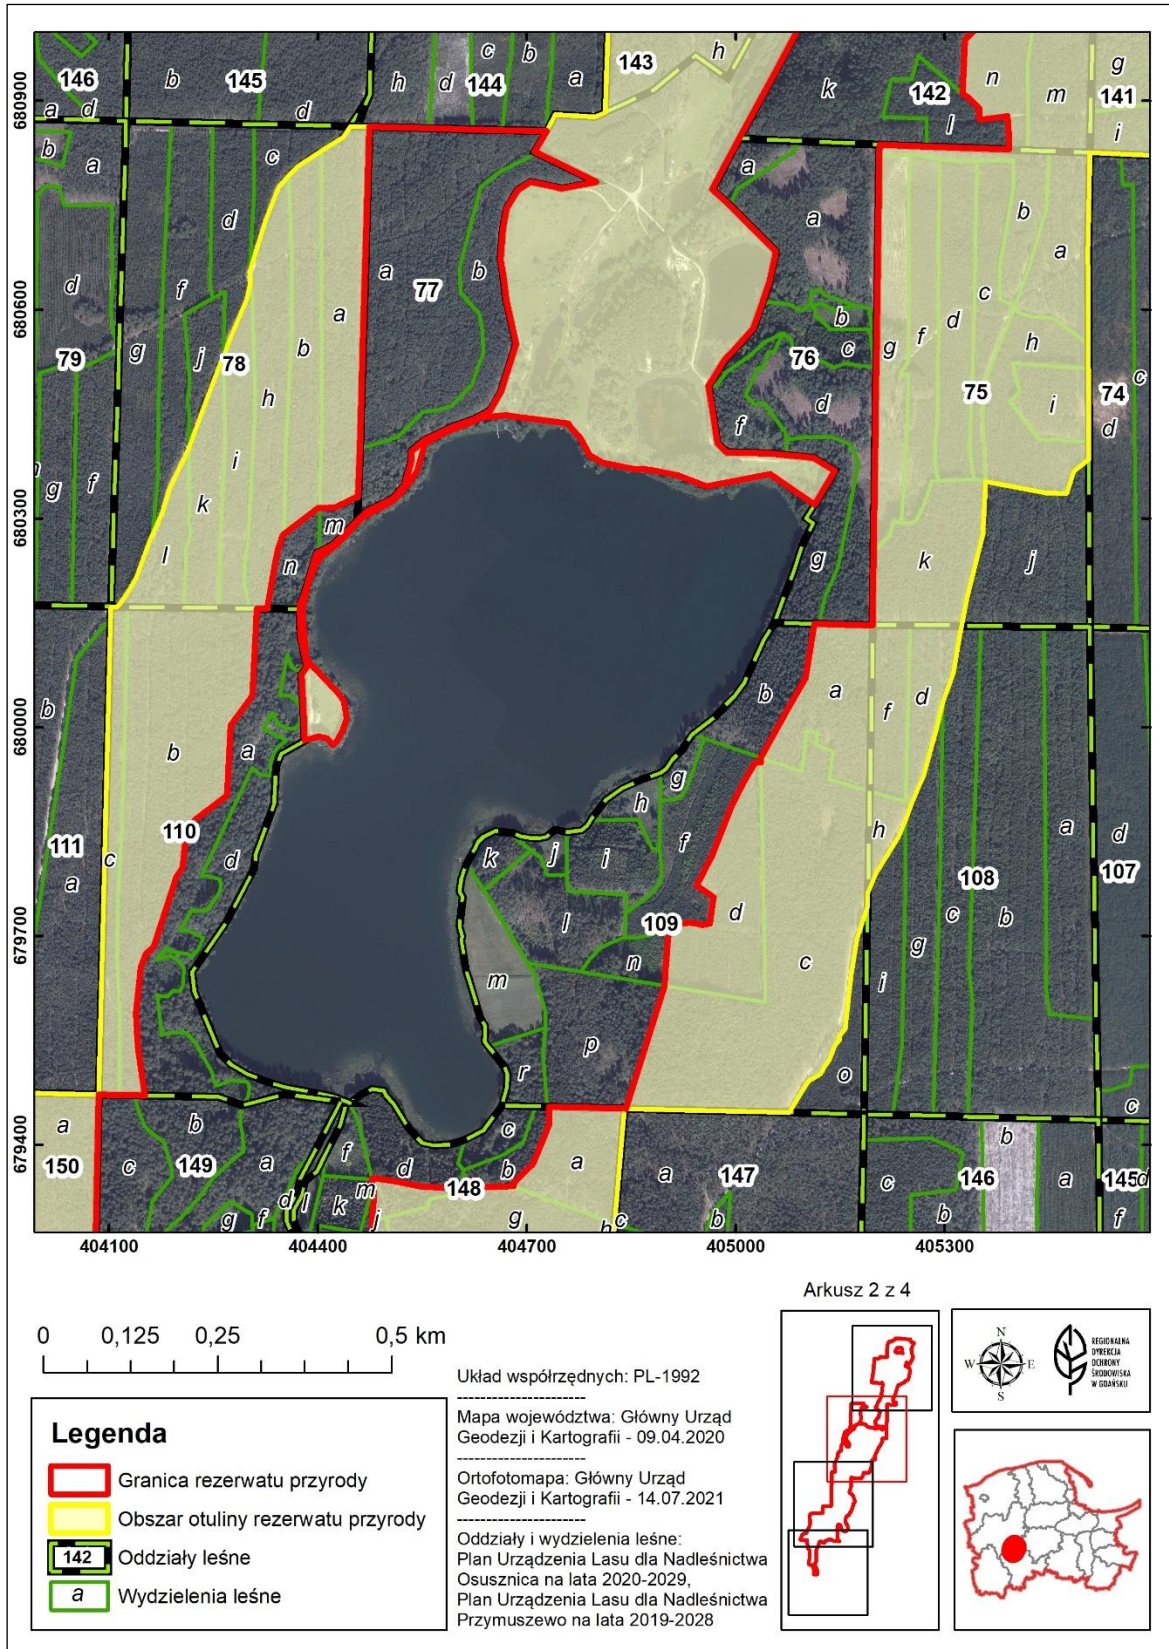 146 b 145 h d c 144 b a 143 h k 142 n m g 141
a d d l i
b a c a
d d b a
f a b a a c
d 77 b f d h
79 g j 78 b c 76 g 75 i c 74
h d d
i f
g f k m k j
l n g
b a b a d
b a f
g
h h
111 c 110 k j i f a d 107
a d 108
l 109 d c b
n c g
m i
p
r o
a b c c
150 c 149 a f d b a a 147 c 146 b a 145 d
d l k m 148
g f j g h c b b f
680900
680600
680300
680000
679700
679400
404100 404400 404700 405000 405300
Arkusz 2 z 4
0 0,125 0,25 0,5 km
Układ współrzędnych: PL-1992
----------------------
Mapa województwa: Główny Urząd
Geodezji i Kartografii - 09.04.2020
----------------------
Ortofotomapa: Główny Urząd
Geodezji i Kartografii - 14.07.2021
----------------------
Oddziały i wydzielenia leśne:
Plan Urządzenia Lasu dla Nadleśnictwa
Osusznica na lata 2020-2029,
Plan Urządzenia Lasu dla Nadleśnictwa
Przymuszewo na lata 2019-2028
Legenda
Granica rezerwatu przyrody
Obszar otuliny rezerwatu przyrody
142 Oddziały leśne
a Wydzielenia leśne
N
W E
S
REGIONALNA
DYREKCJA
OCHRONY
ŚRODOWISKA
W GDAŃSKU